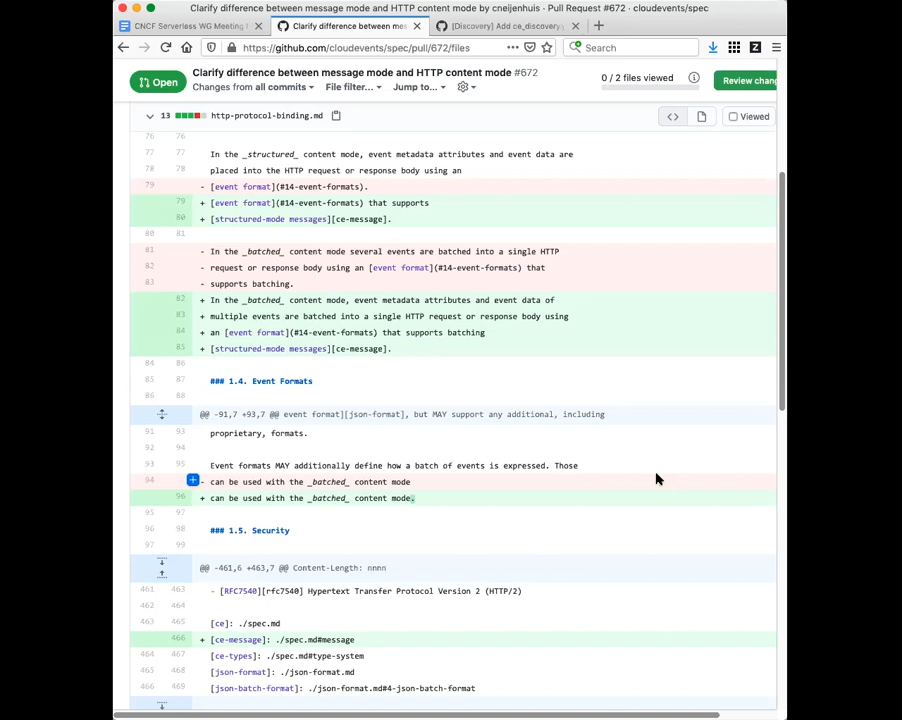 Clarify difference between message mode and HTTP content mode by cneijenhuis · Pull Request #672 · cloudevents/spec
CNCF Serverless WG Meeting
Clarify difference between mes
[Discovery] Add ce_discovery
https://github.com/cloudevents/spec/pull/672/files
Search
Open
Clarify difference between message mode and HTTP content mode #672
Changes from all commits File filter... Jump to...
0 / 2 files viewed
Review chang
13 http-protocol-binding.md
Viewed
76 76
77 77 In the _structured_ content mode, event metadata attributes and event data are
78 78 placed into the HTTP request or response body using an
79 - [event format](#14-event-formats).
79 + [event format](#14-event-formats) that supports
80 + [structured-mode messages][ce-message].
80 81
81 - In the _batched_ content mode several events are batched into a single HTTP
82 - request or response body using an [event format](#14-event-formats) that
83 - supports batching.
82 + In the _batched_ content mode, event metadata attributes and event data of
83 + multiple events are batched into a single HTTP request or response body using
84 + an [event format](#14-event-formats) that supports batching
85 + [structured-mode messages][ce-message].
84 86
85 87 ### 1.4. Event Formats
86 88
@@ -91,7 +93,7 @@ event format][json-format], but MAY support any additional, including
91 93 proprietary, formats.
92 94
93 95 Event formats MAY additionally define how a batch of events is expressed. Those
94 - can be used with the _batched_ content mode
96 + can be used with the _batched_ content mode.
95 97
96 98 ### 1.5. Security
97 99
@@ -461,6 +463,7 @@ Content-Length: nnnn
461 463 - [RFC7540][rfc7540] Hypertext Transfer Protocol Version 2 (HTTP/2)
462 464
463 465 [ce]: ./spec.md
466 + [ce-message]: ./spec.md#message
464 467 [ce-types]: ./spec.md#type-system
465 468 [json-format]: ./json-format.md
466 469 [json-batch-format]: ./json-format.md#4-json-batch-format